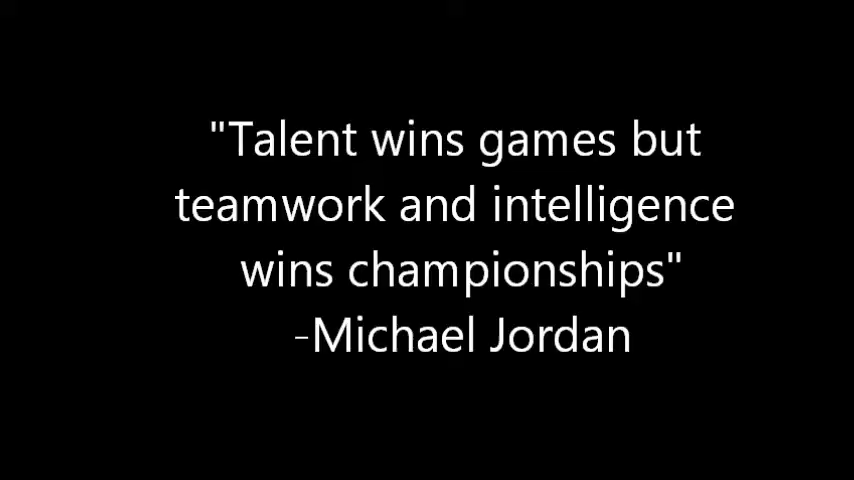 "Talent wins games but
teamwork and intelligence
wins championships"
-Michael Jordan